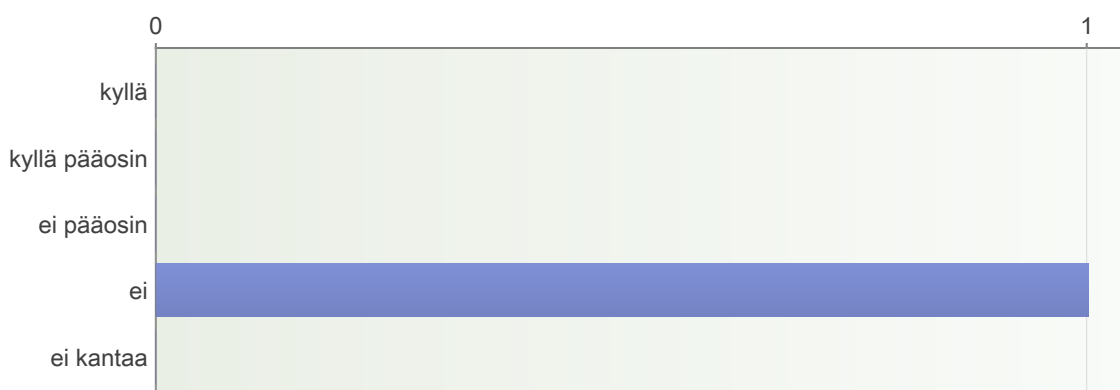 0 1
kyllä
kyllä pääosin
ei pääosin
ei
ei kantaa